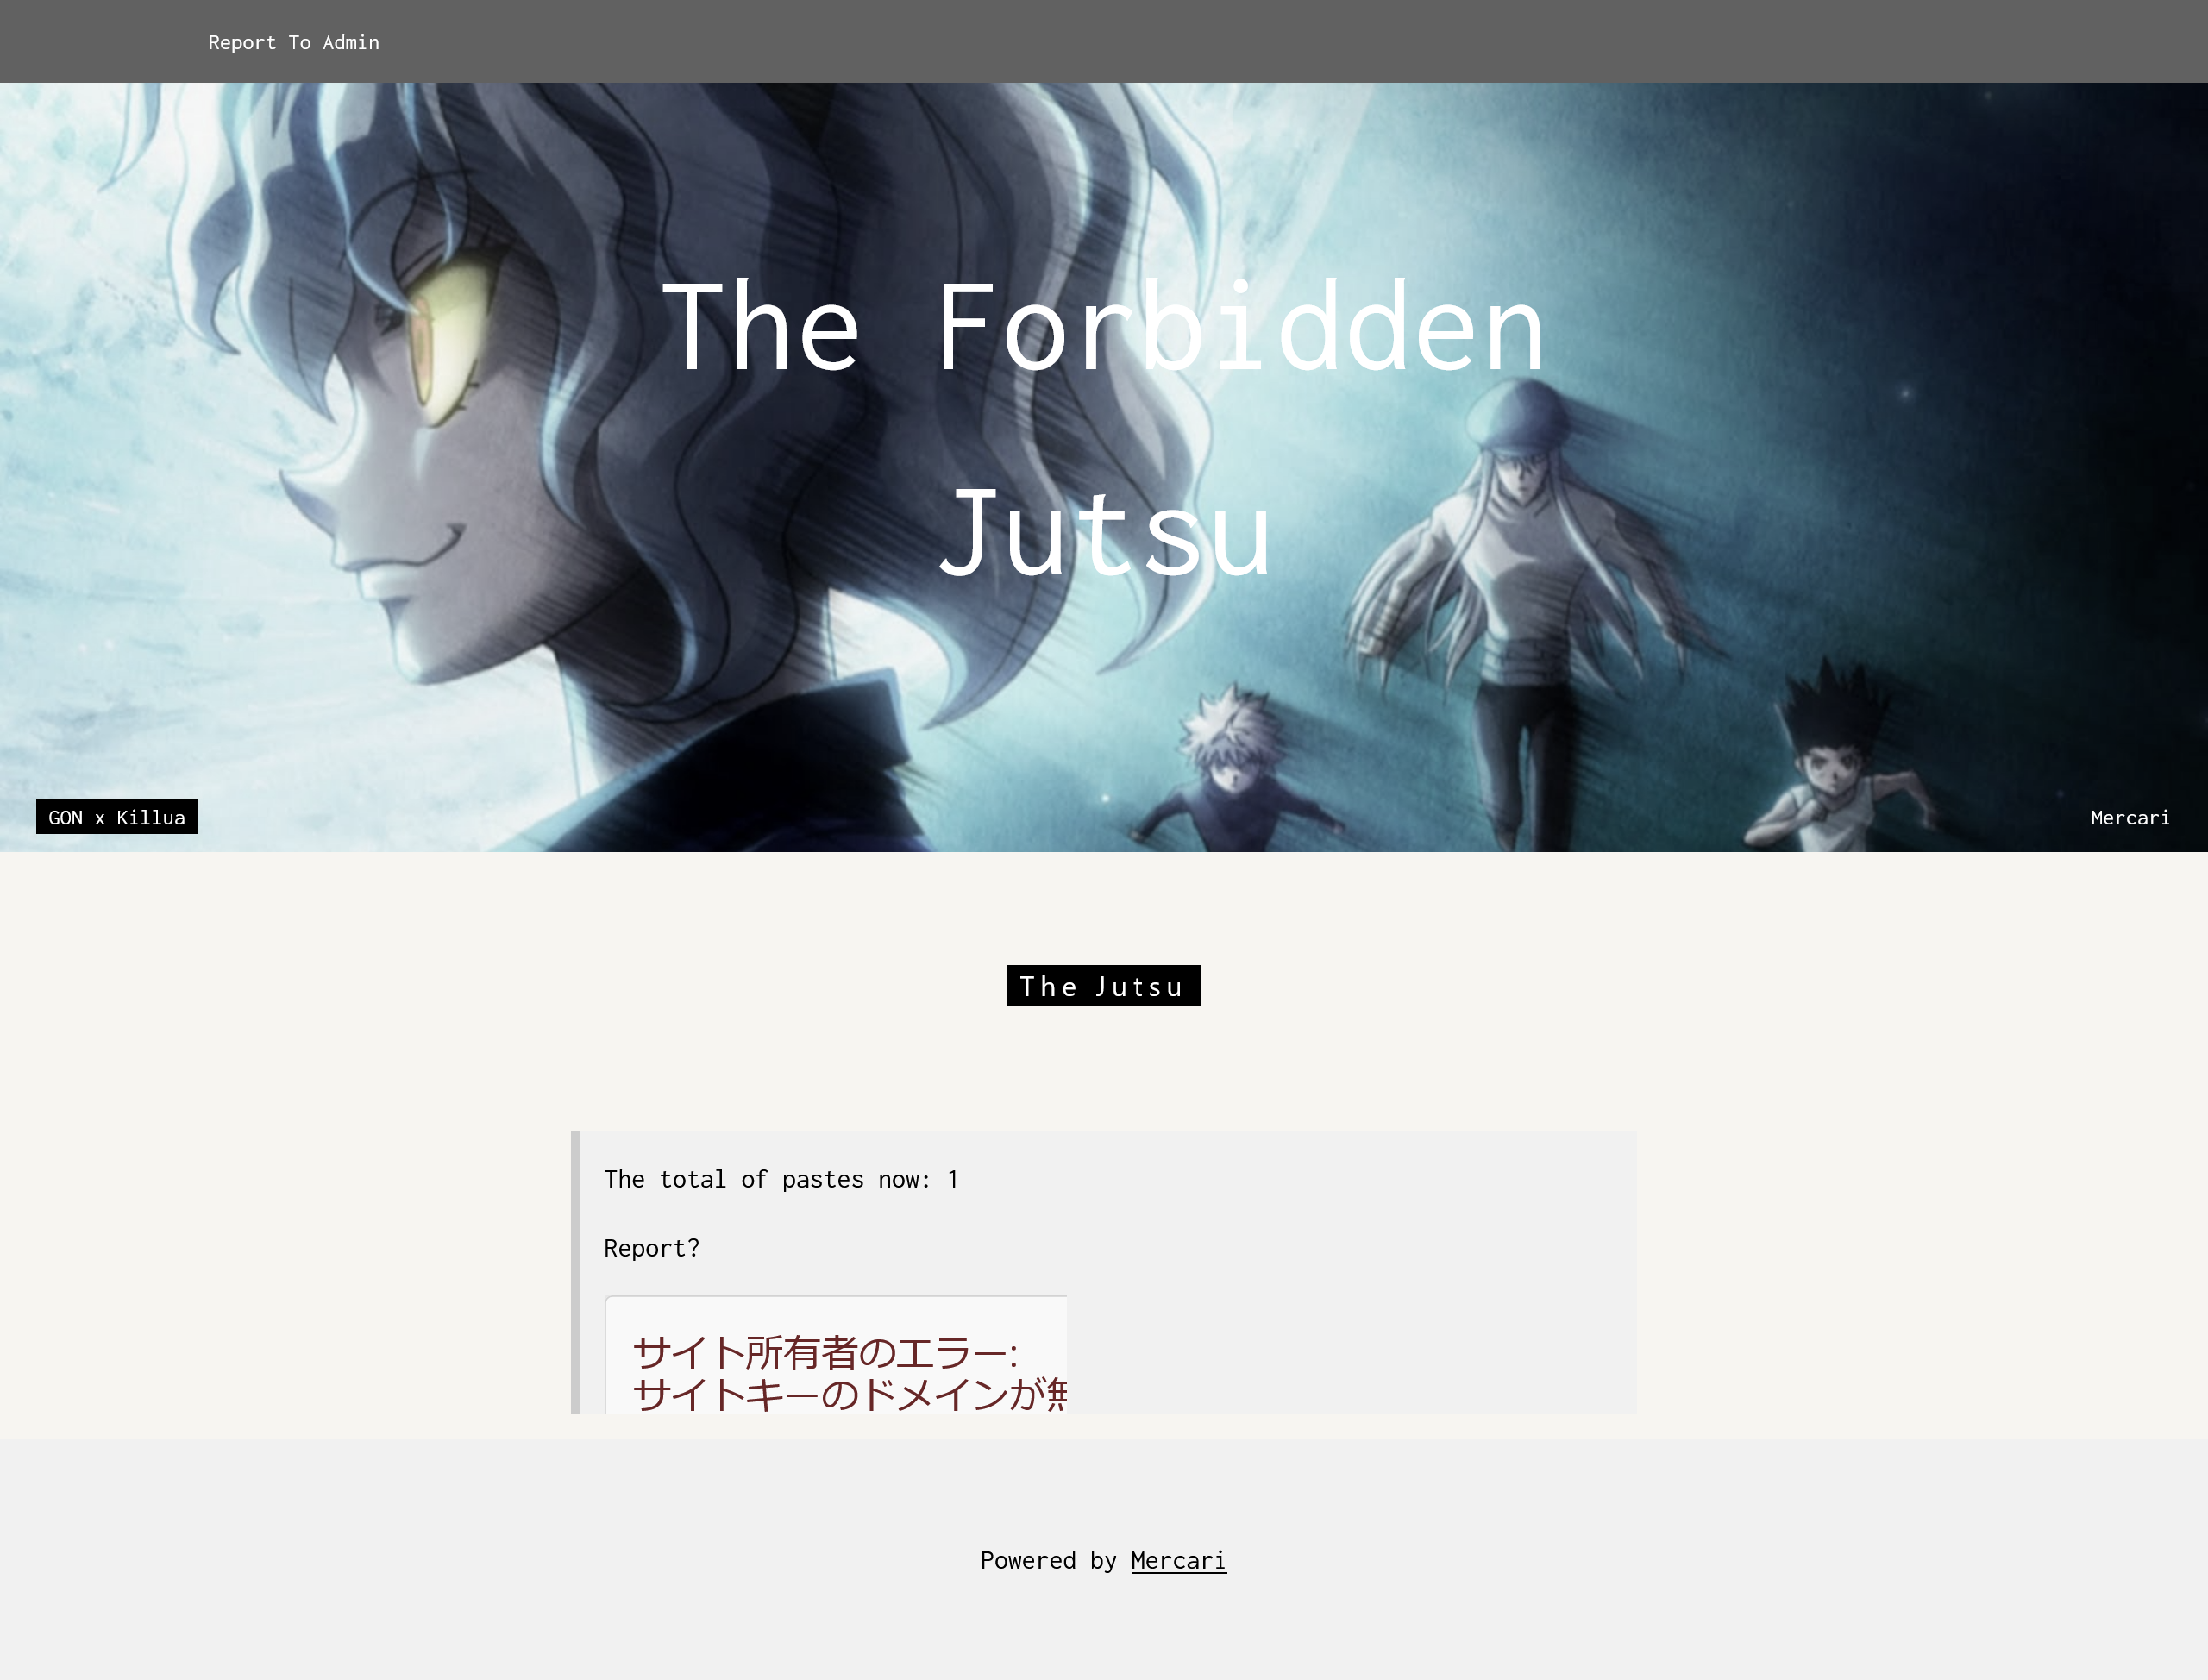 Report To Admin
The Forbidden
Jutsu
GON x Killua
Mercari
The Jutsu
The total of pastes now: 1
Report?
サイト所有者のエラー:
サイトキーのドメインが無
Powered by Mercari